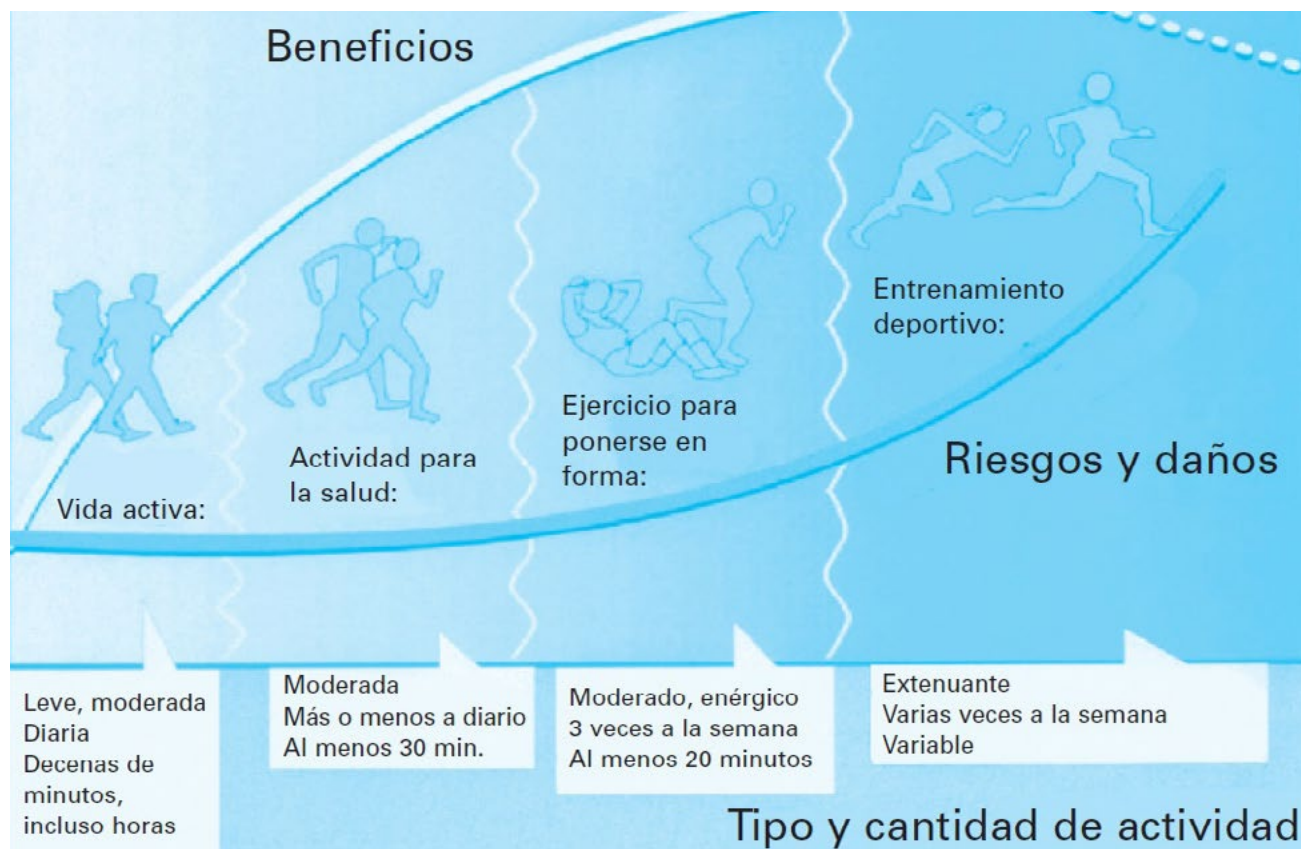 Beneficios
Entrenamiento
deportivo:
Ejercicio para
ponerse en
forma:
Actividad para
la salud:
Riesgos y daños
Vida activa:
Leve, moderada
Diaria
Decenas de
minutos,
incluso horas
Moderada
Más o menos a diario
Al menos 30 min.
Moderado, enérgico
3 veces a la semana
Al menos 20 minutos
Extenuante
Varias veces a la semana
Variable
Tipo y cantidad de actividad